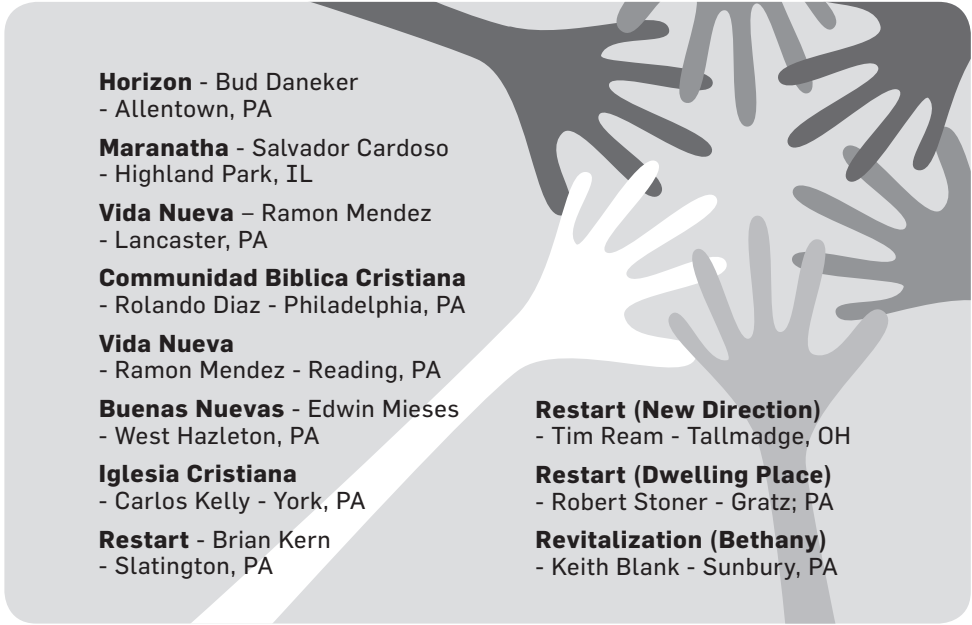 Horizon - Bud Daneker
- Allentown, PA
Maranatha - Salvador Cardoso
- Highland Park, IL
Vida Nueva – Ramon Mendez
- Lancaster, PA
Communidad Biblica Cristiana
- Rolando Diaz - Philadelphia, PA
Vida Nueva
- Ramon Mendez - Reading, PA
Buenas Nuevas - Edwin Mieses
- West Hazleton, PA
Iglesia Cristiana
- Carlos Kelly - York, PA
Restart - Brian Kern
- Slatington, PA
Restart (New Direction)
- Tim Ream - Tallmadge, OH
Restart (Dwelling Place)
- Robert Stoner - Gratz; PA
Revitalization (Bethany)
- Keith Blank - Sunbury, PA